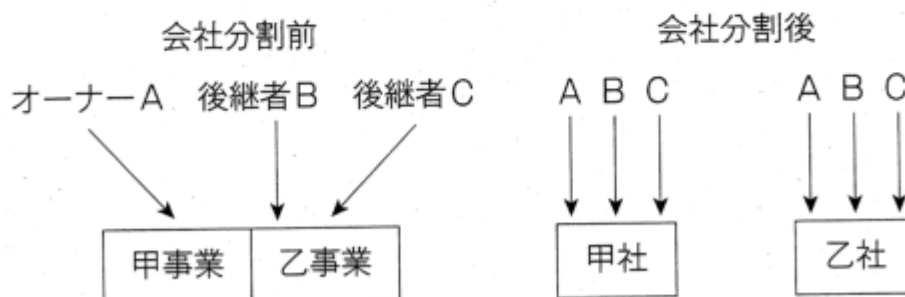 会社分割前
オーナーA 後継者B 後継者C
甲事業 乙事業
会社分割後
A B C A B C
甲社 乙社